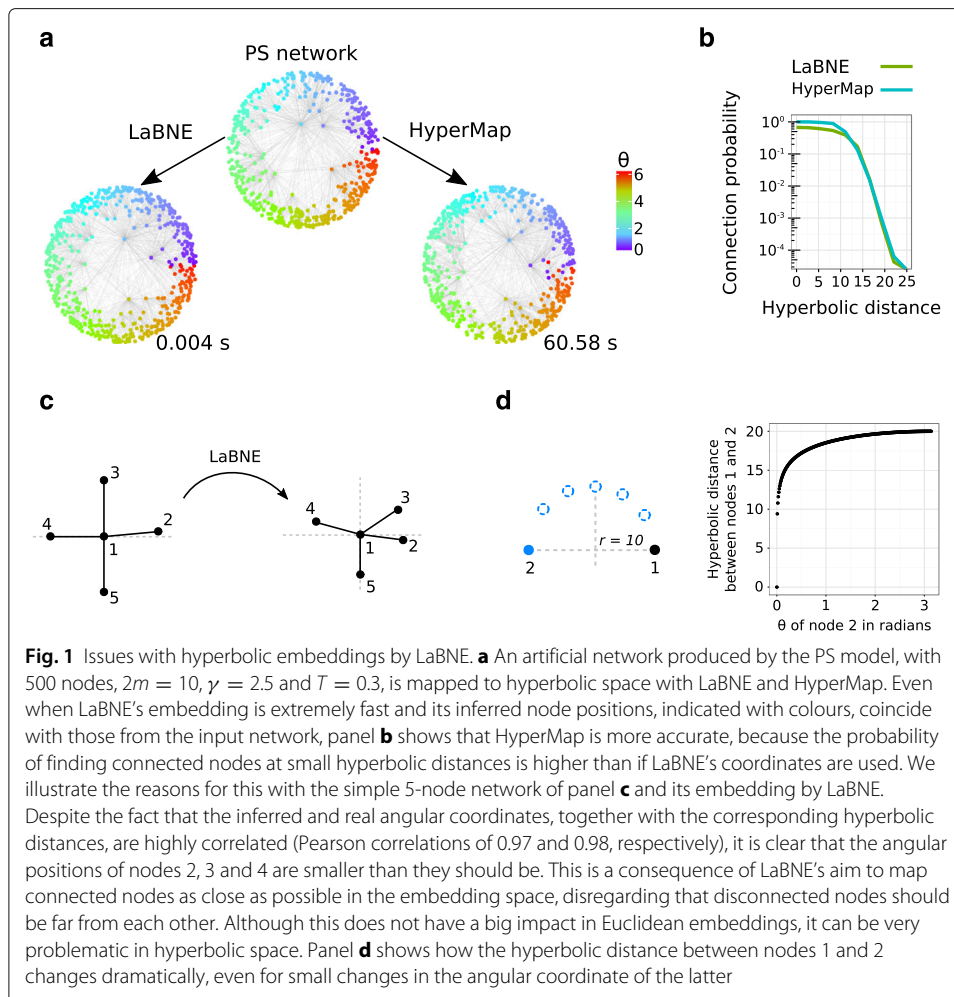 a
PS network
LaBNE
HyperMap
θ
6
4
2
0
0.004 s
60.58 s
b
LaBNE
HyperMap
Connection probability
10⁰
10⁻¹
10⁻²
10⁻³
10⁻⁴
0 5 10 15 20 25
Hyperbolic distance
c
3
4
2
1
5
LaBNE
4
3
1
2
5
d
r = 10
2
1
Hyperbolic distance
between nodes 1 and 2
20
15
10
5
0
0 1 2 3
θ of node 2 in radians
Fig. 1 Issues with hyperbolic embeddings by LaBNE. a An artificial network produced by the PS model, with
500 nodes, 2m = 10, γ = 2.5 and T = 0.3, is mapped to hyperbolic space with LaBNE and HyperMap. Even
when LaBNE's embedding is extremely fast and its inferred node positions, indicated with colours, coincide
with those from the input network, panel b shows that HyperMap is more accurate, because the probability
of finding connected nodes at small hyperbolic distances is higher than if LaBNE's coordinates are used. We
illustrate the reasons for this with the simple 5-node network of panel c and its embedding by LaBNE.
Despite the fact that the inferred and real angular coordinates, together with the corresponding hyperbolic
distances, are highly correlated (Pearson correlations of 0.97 and 0.98, respectively), it is clear that the angular
positions of nodes 2, 3 and 4 are smaller than they should be. This is a consequence of LaBNE's aim to map
connected nodes as close as possible in the embedding space, disregarding that disconnected nodes should
be far from each other. Although this does not have a big impact in Euclidean embeddings, it can be very
problematic in hyperbolic space. Panel d shows how the hyperbolic distance between nodes 1 and 2
changes dramatically, even for small changes in the angular coordinate of the latter